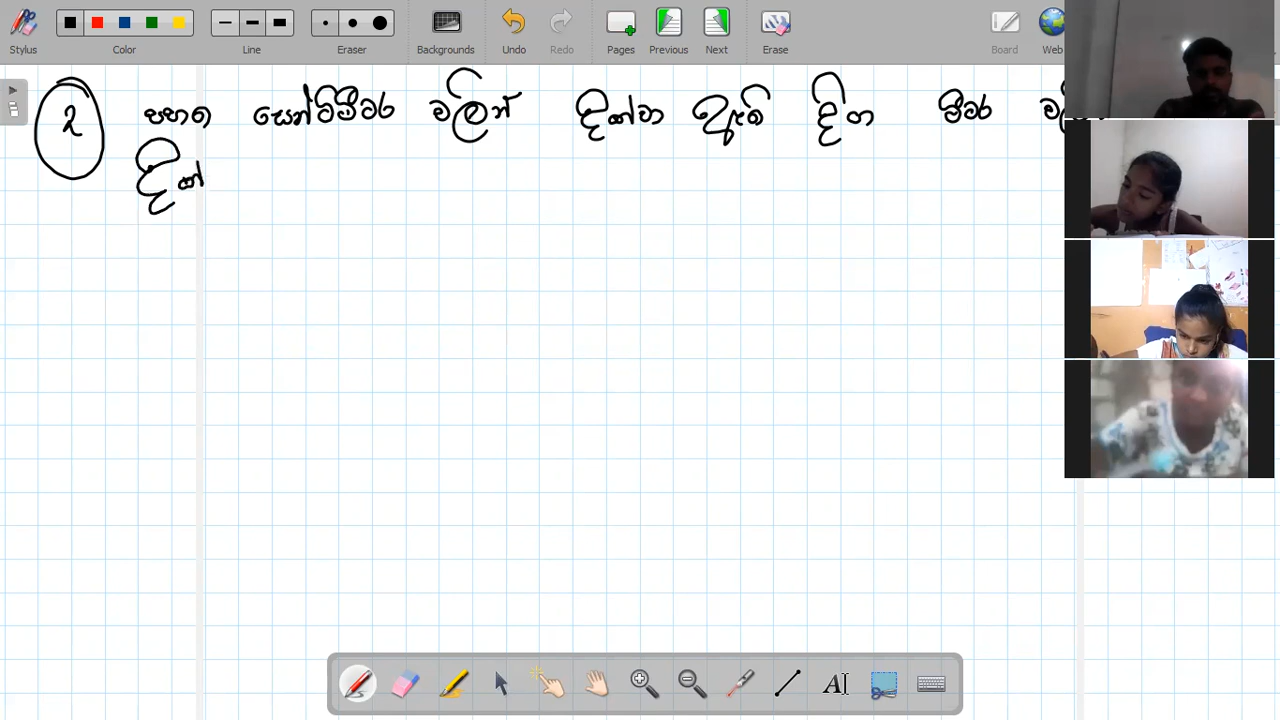 Stylus Color Line Eraser Backgrounds Undo Redo Pages Previous Next Erase Board Web
2 පහත සෙන්ටිමීටර වලින් දක්වා ඇති දිග මීටර
දක්